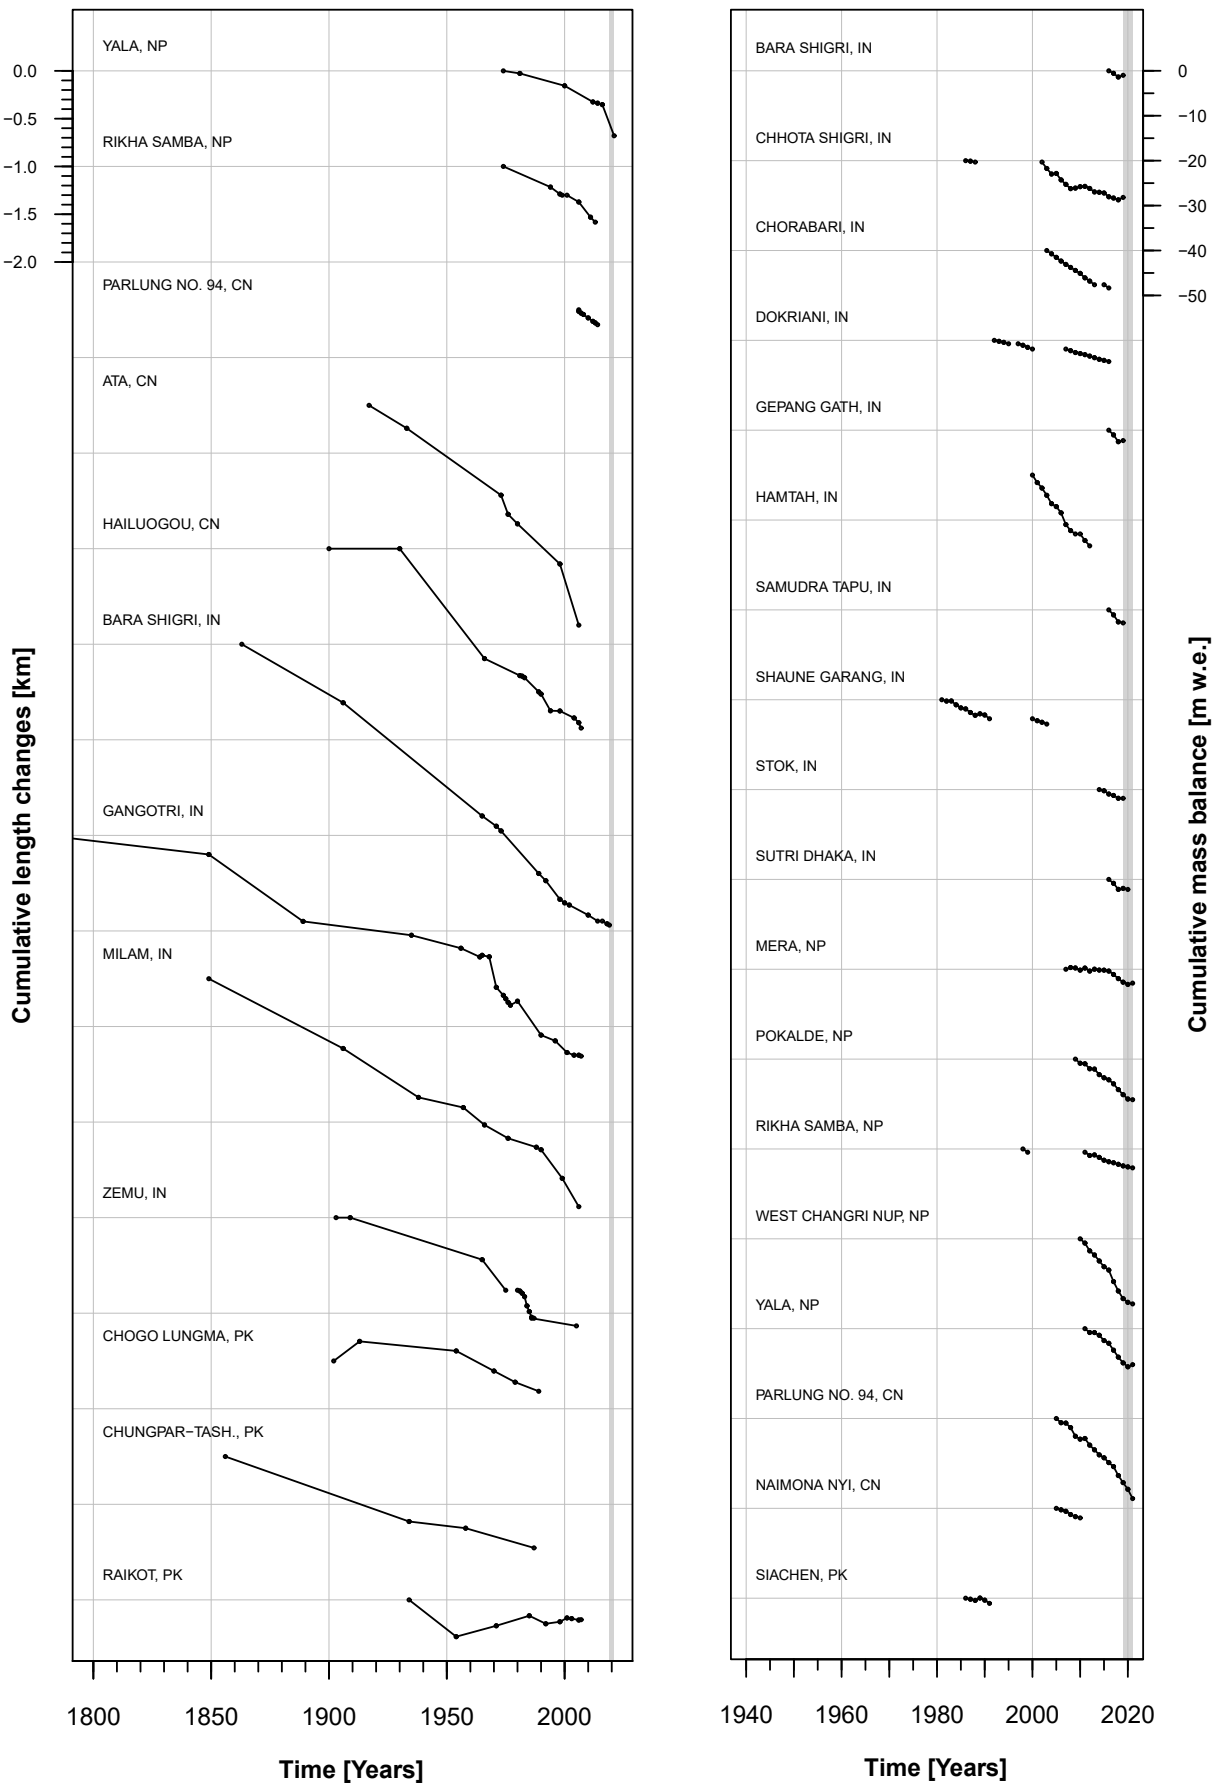 YALA, NP
0.0
−0.5
RIKHA SAMBA, NP
−1.0
−1.5
−2.0
PARLUNG NO. 94, CN
ATA, CN
HAILUOGOU, CN
BARA SHIGRI, IN
GANGOTRI, IN
MILAM, IN
ZEMU, IN
CHOGO LUNGMA, PK
CHUNGPAR−TASH., PK
RAIKOT, PK
Cumulative length changes [km]
1800 1850 1900 1950 2000
Time [Years]
BARA SHIGRI, IN
0
−10
CHHOTA SHIGRI, IN
−20
−30
CHORABARI, IN
−40
−50
DOKRIANI, IN
GEPANG GATH, IN
HAMTAH, IN
SAMUDRA TAPU, IN
SHAUNE GARANG, IN
STOK, IN
SUTRI DHAKA, IN
MERA, NP
POKALDE, NP
RIKHA SAMBA, NP
WEST CHANGRI NUP, NP
YALA, NP
PARLUNG NO. 94, CN
NAIMONA NYI, CN
SIACHEN, PK
Cumulative mass balance [m w.e.]
1940 1960 1980 2000 2020
Time [Years]